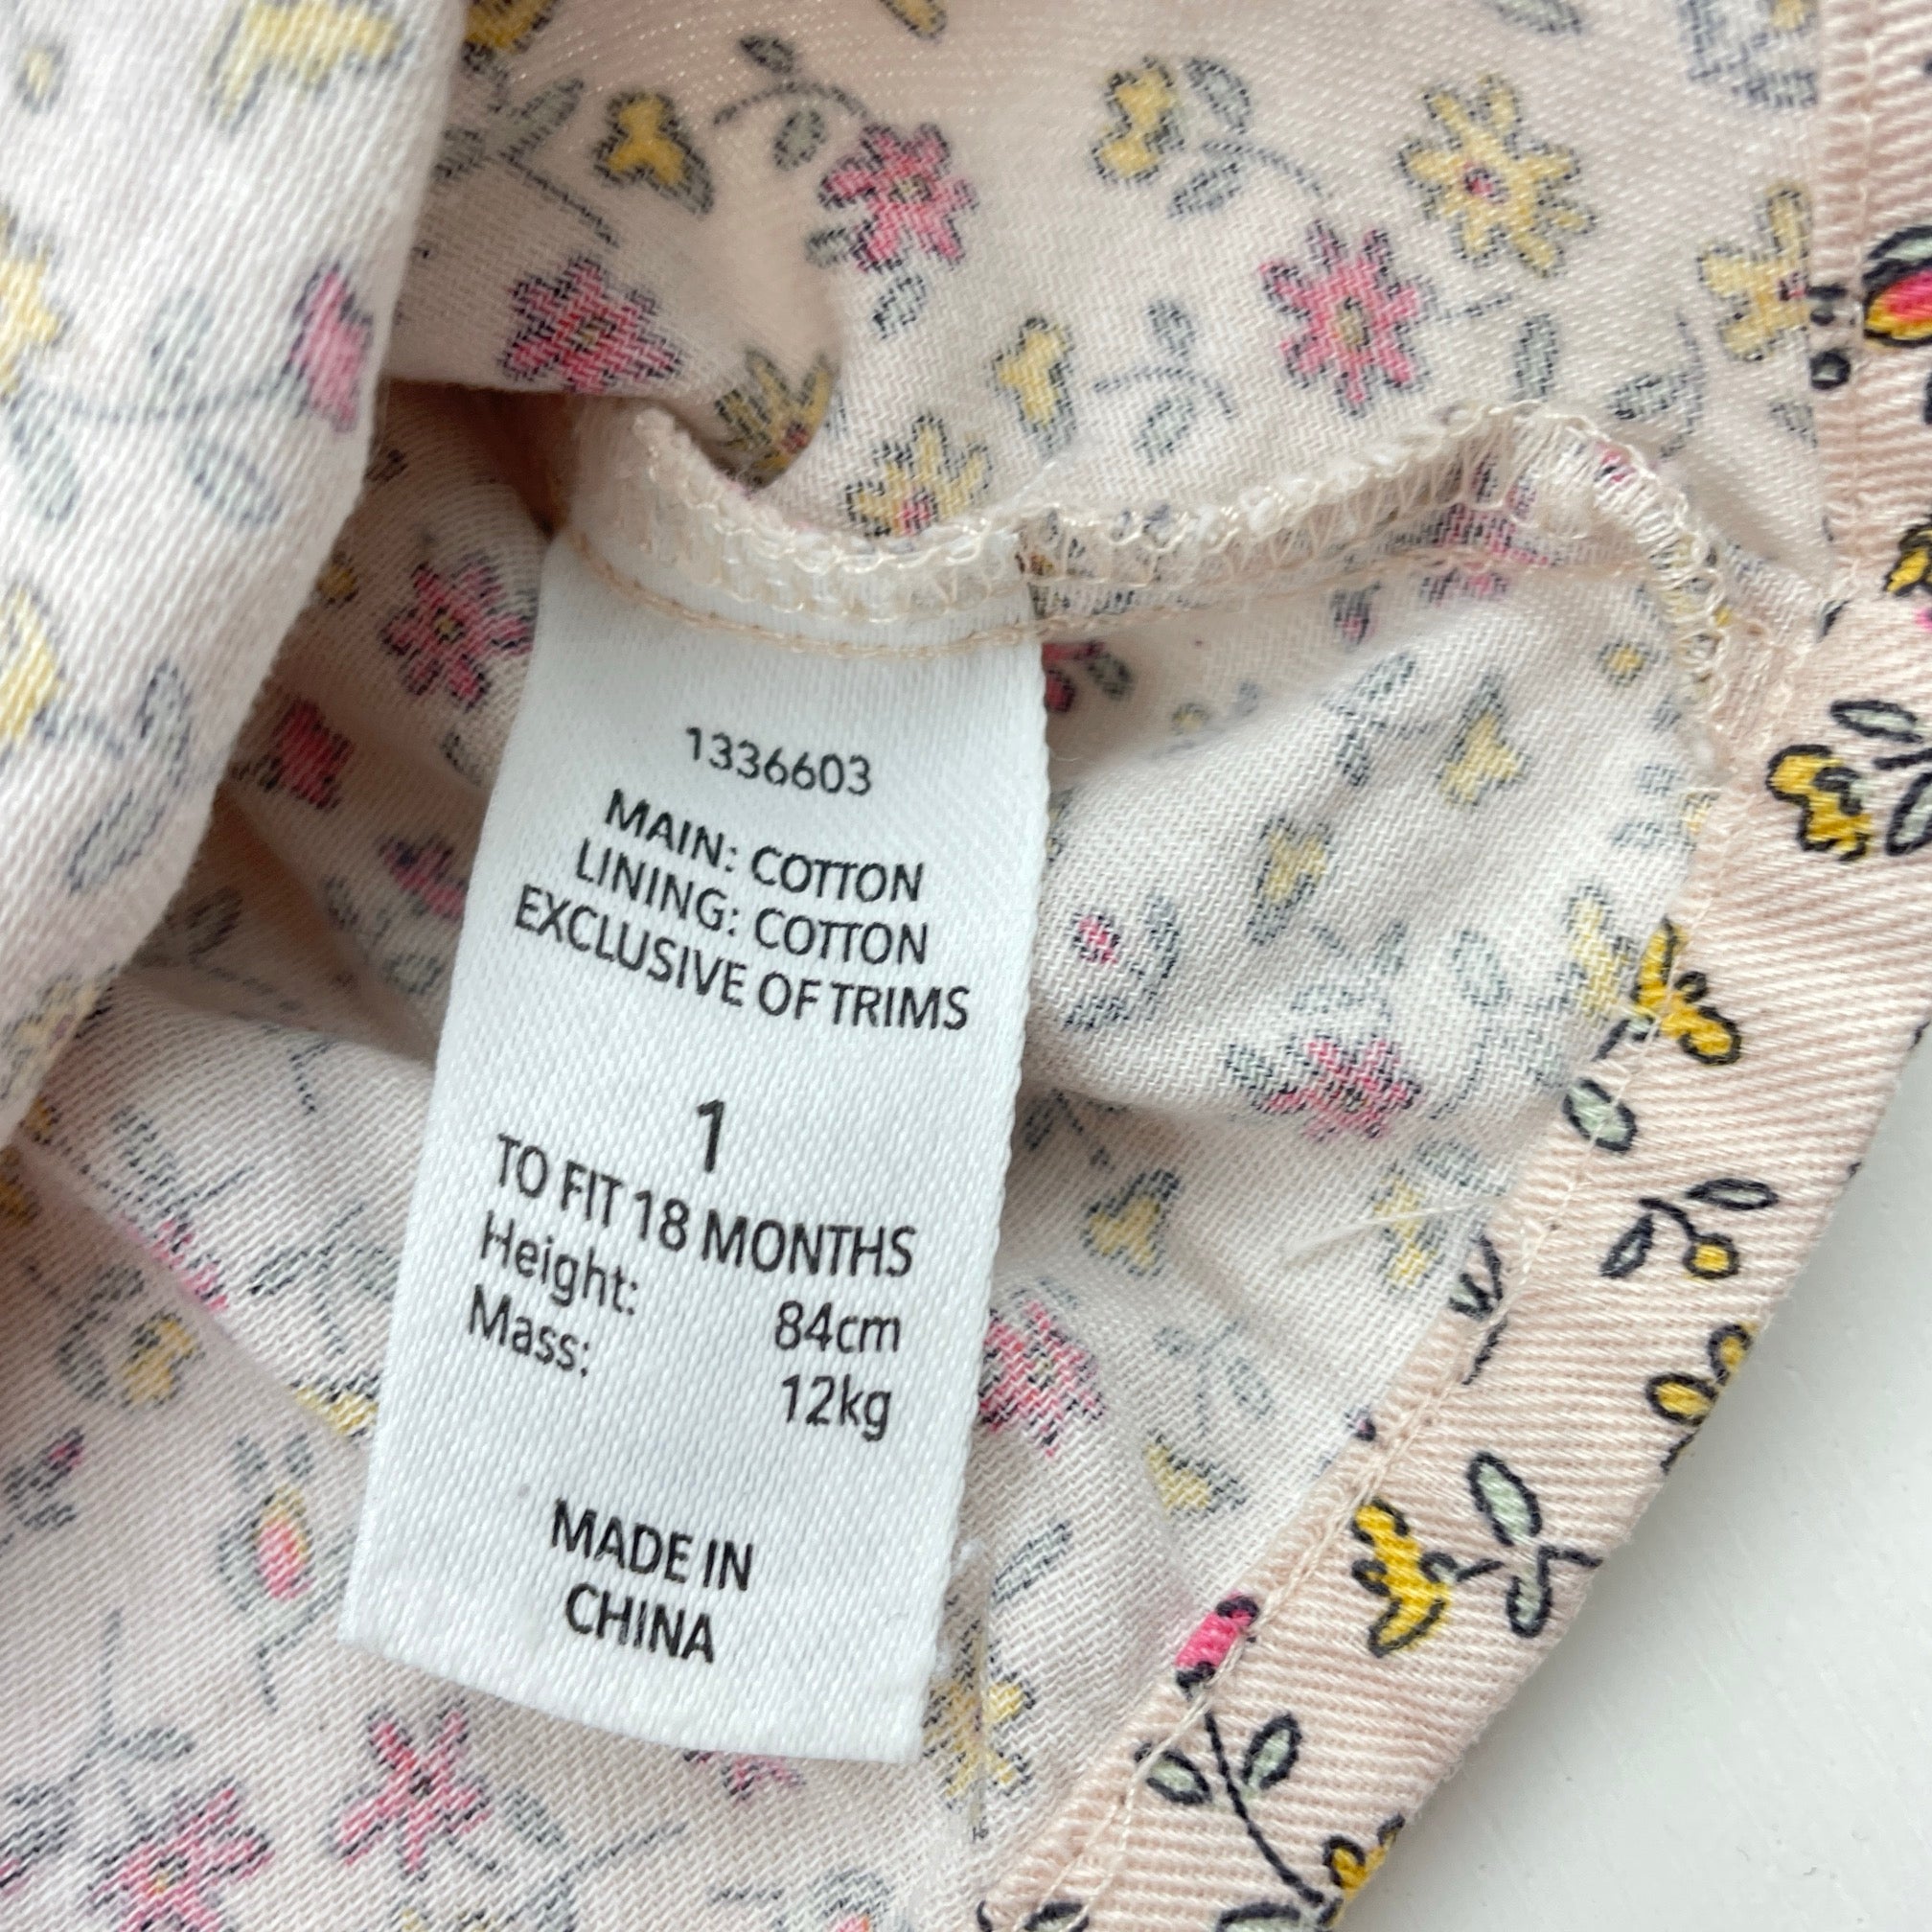 1336603
MAIN: COTTON
LINING: COTTON
EXCLUSIVE OF TRIMS
1
TO FIT 18 MONTHS
Height: 84cm
Mass: 12kg
MADE IN
CHINA